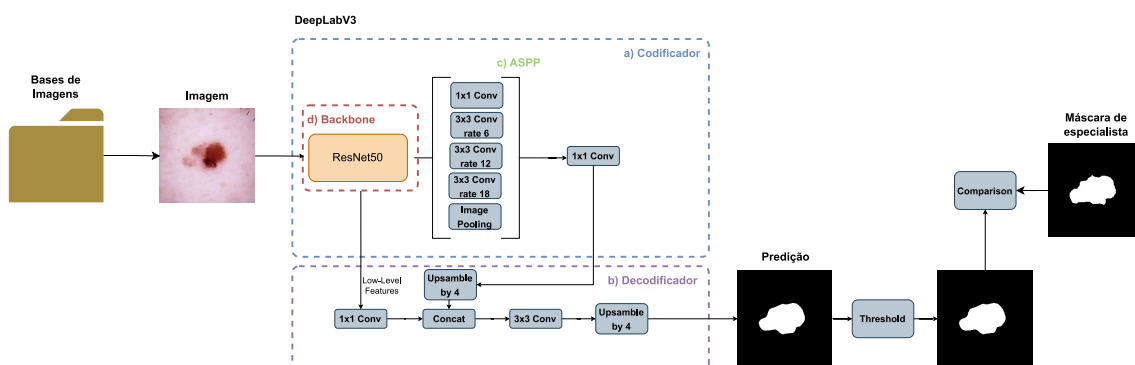 DeepLabV3
a) Codificador
c) ASPP
Bases de
Imagens
Imagem
d) Backbone
ResNet50
1x1 Conv
3x3 Conv
rate 6
3x3 Conv
rate 12
3x3 Conv
rate 18
Image
Pooling
1x1 Conv
Máscara de
especialista
Comparison
b) Decodificador
Low-Level
Features
Upsamble
by 4
1x1 Conv
Concat
3x3 Conv
Upsamble
by 4
Predição
Threshold